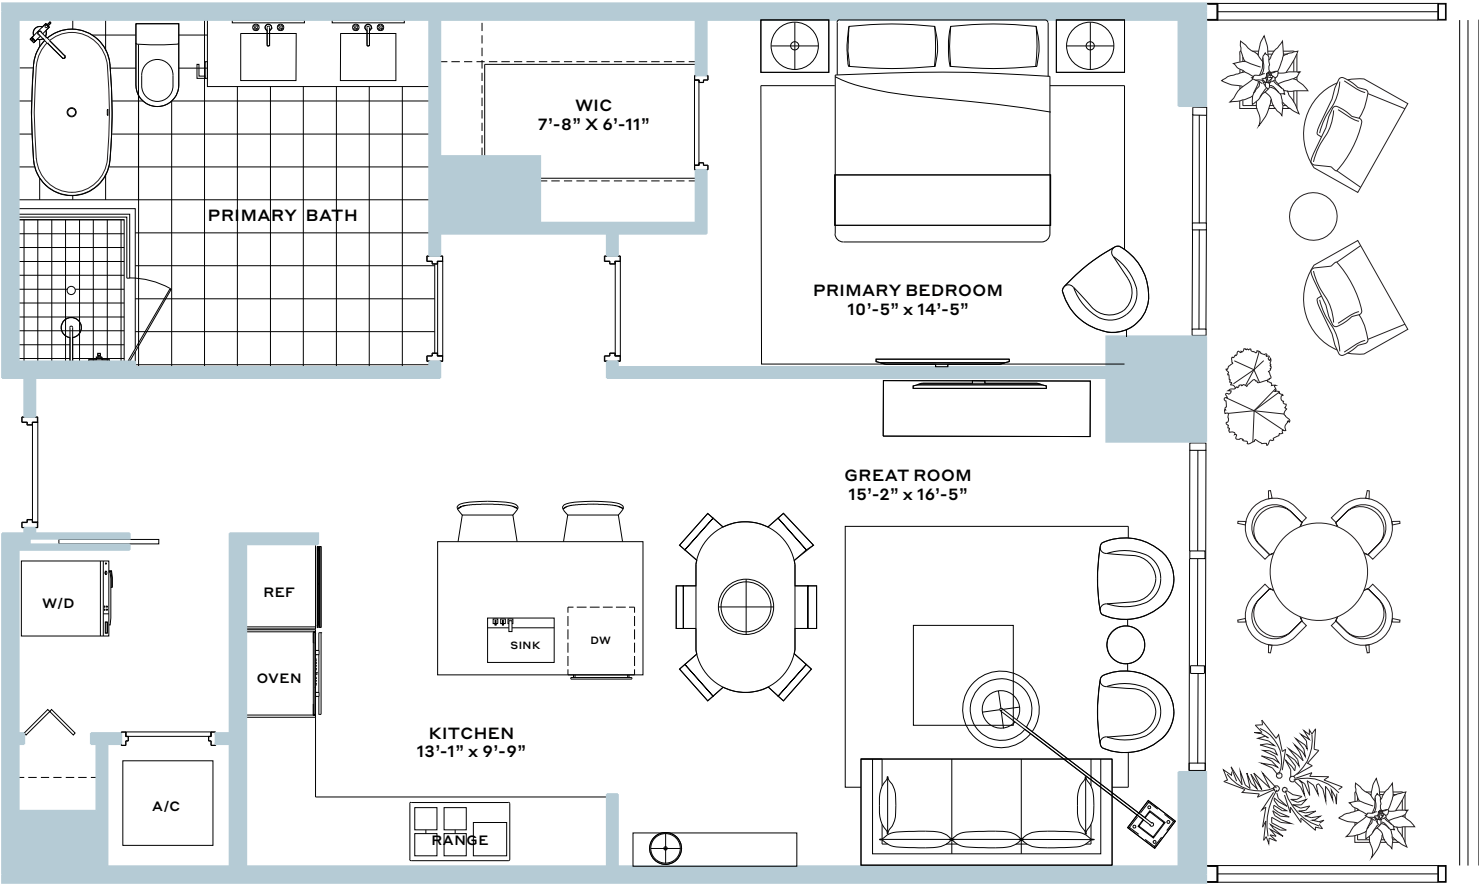 WIC
7’-8” X 6’-11”
PRIMARY BATH
PRIMARY BEDROOM
10’-5” x 14’-5”
GREAT ROOM
15’-2” x 16’-5”
W/D
REF
OVEN
SINK
DW
KITCHEN
13’-1” x 9’-9”
A/C
RANGE